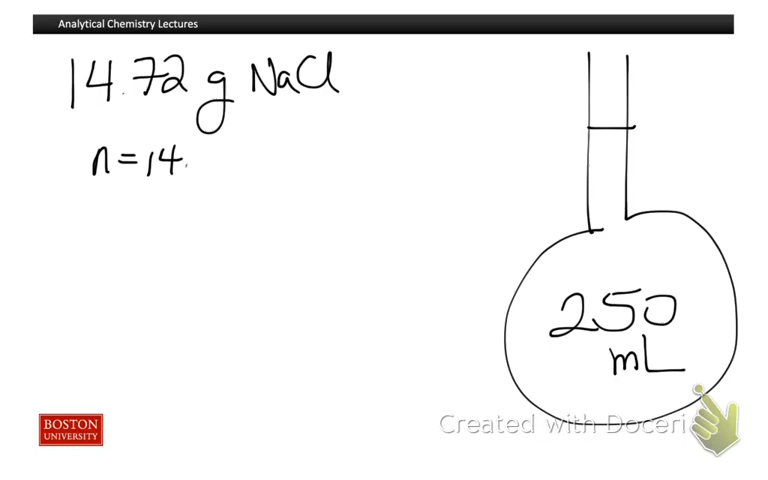 Analytical Chemistry Lectures
14.72 g NaCl
n = 14.
250
mL
Created with Doceri
BOSTON
UNIVERSITY